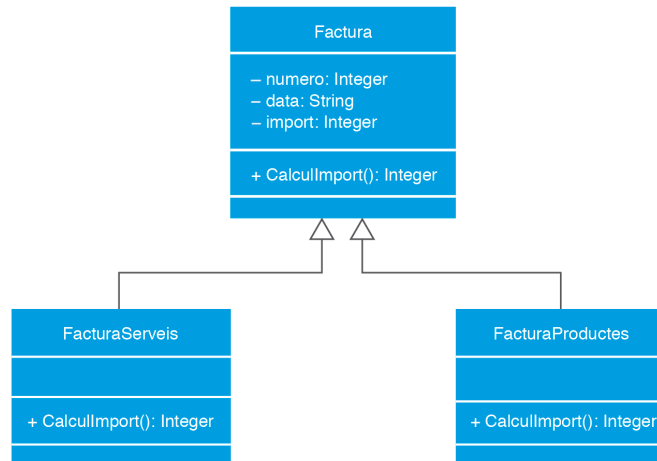 Factura
– numero: Integer
– data: String
– import: Integer
+ CalculImport(): Integer
FacturaServeis
+ CalculImport(): Integer
FacturaProductes
+ CalculImport(): Integer